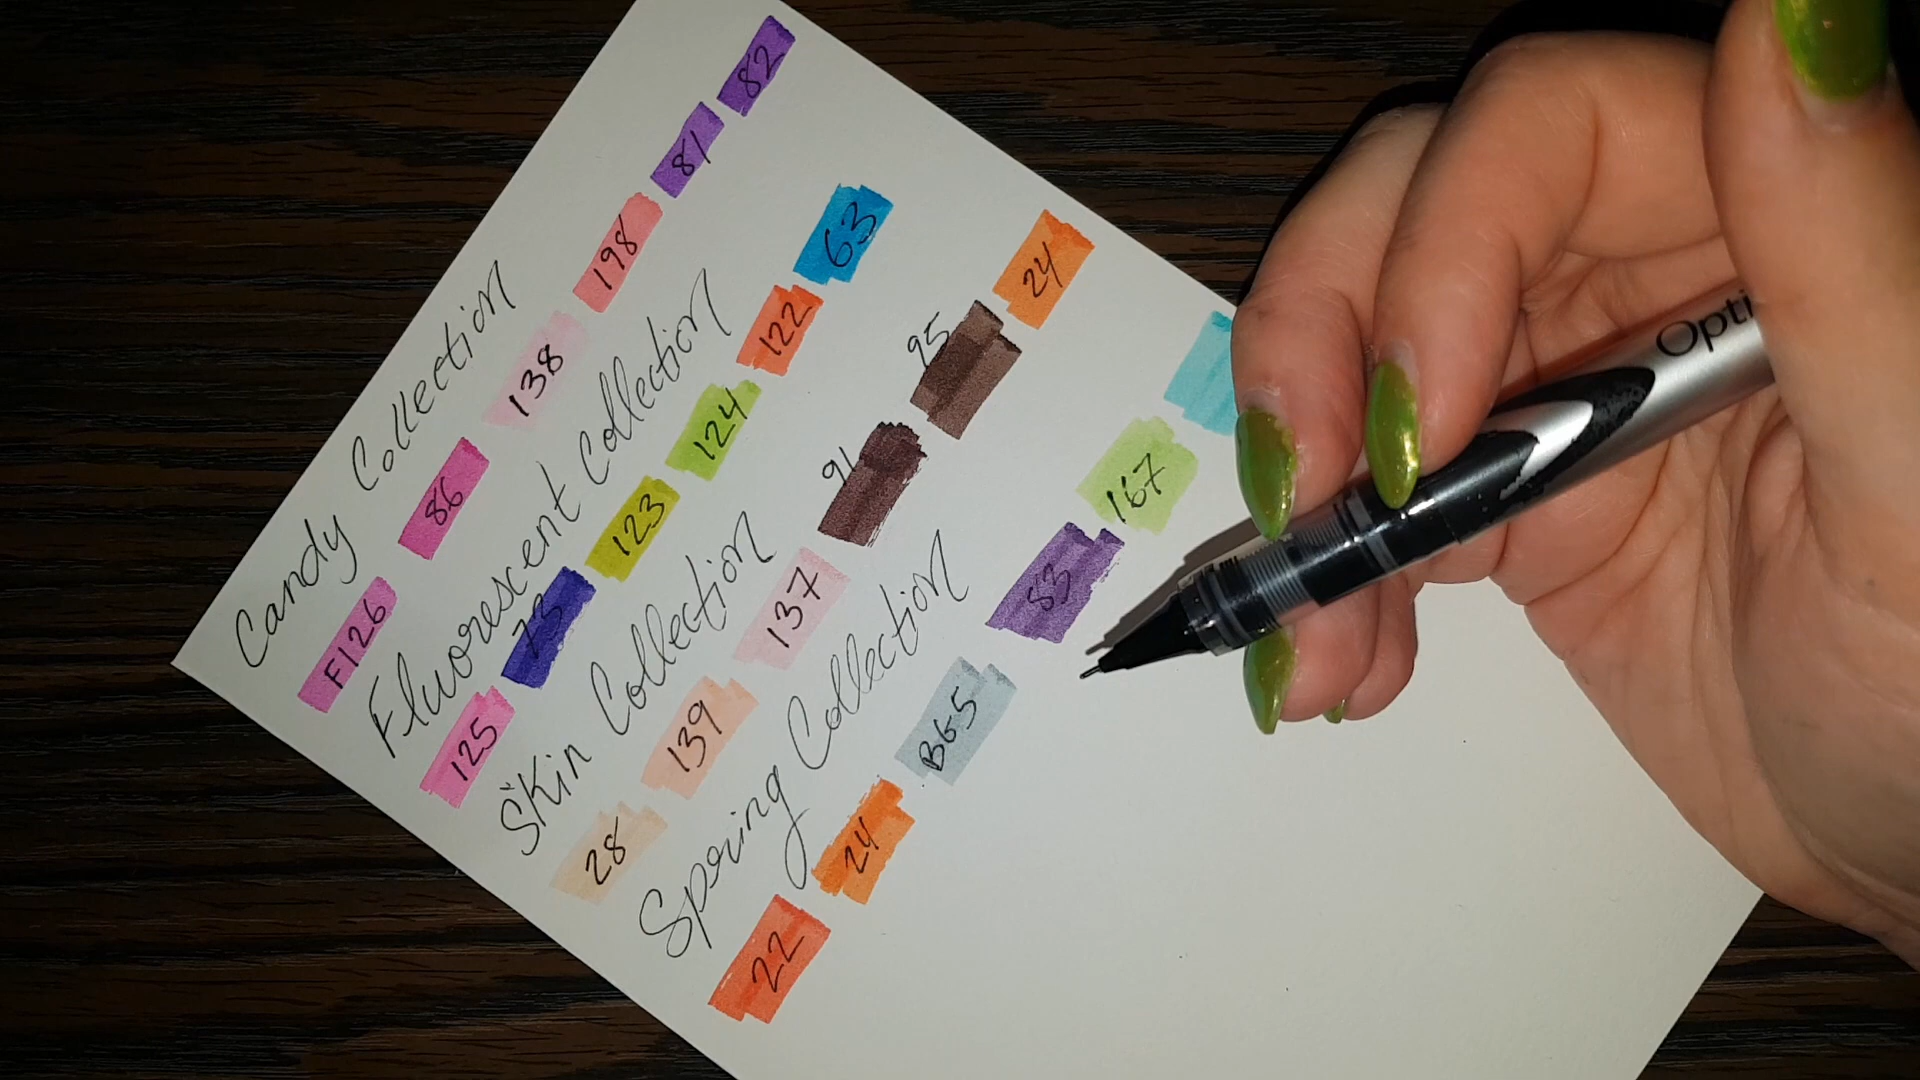 Candy Collection
F126 86 138 198 81 82
Fluorescent Collection
125 73 123 124 122 63
Skin Collection
28 139 137 91 95 24
Spring Collection
22 24 BG5 83 167
Opti